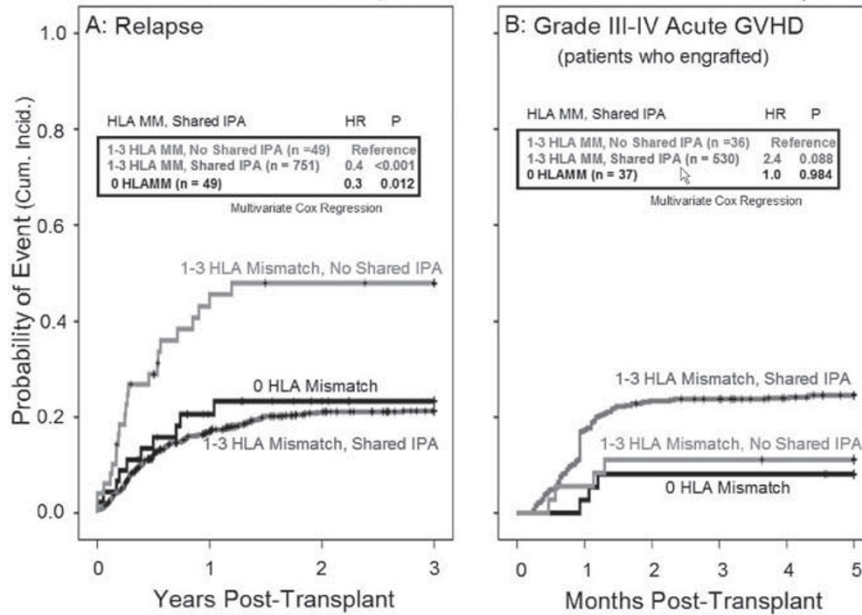 A: Relapse
HLA MM, Shared IPA HR P
1-3 HLA MM, No Shared IPA (n =49) Reference
1-3 HLA MM, Shared IPA (n = 751) 0.4 <0.001
0 HLAMM (n = 49) 0.3 0.012
Multivariate Cox Regression
1-3 HLA Mismatch, No Shared IPA
0 HLA Mismatch
1-3 HLA Mismatch, Shared IPA
Probability of Event (Cum. Incid.)
1.0
0.8
0.6
0.4
0.2
0.0
0 1 2 3
Years Post-Transplant
B: Grade III-IV Acute GVHD
(patients who engrafted)
HLA MM, Shared IPA HR P
1-3 HLA MM, No Shared IPA (n =36) Reference
1-3 HLA MM, Shared IPA (n = 530) 2.4 0.088
0 HLAMM (n = 37) 1.0 0.984
Multivariate Cox Regression
1-3 HLA Mismatch, Shared IPA
1-3 HLA Mismatch, No Shared IPA
0 HLA Mismatch
0 1 2 3 4 5
Months Post-Transplant